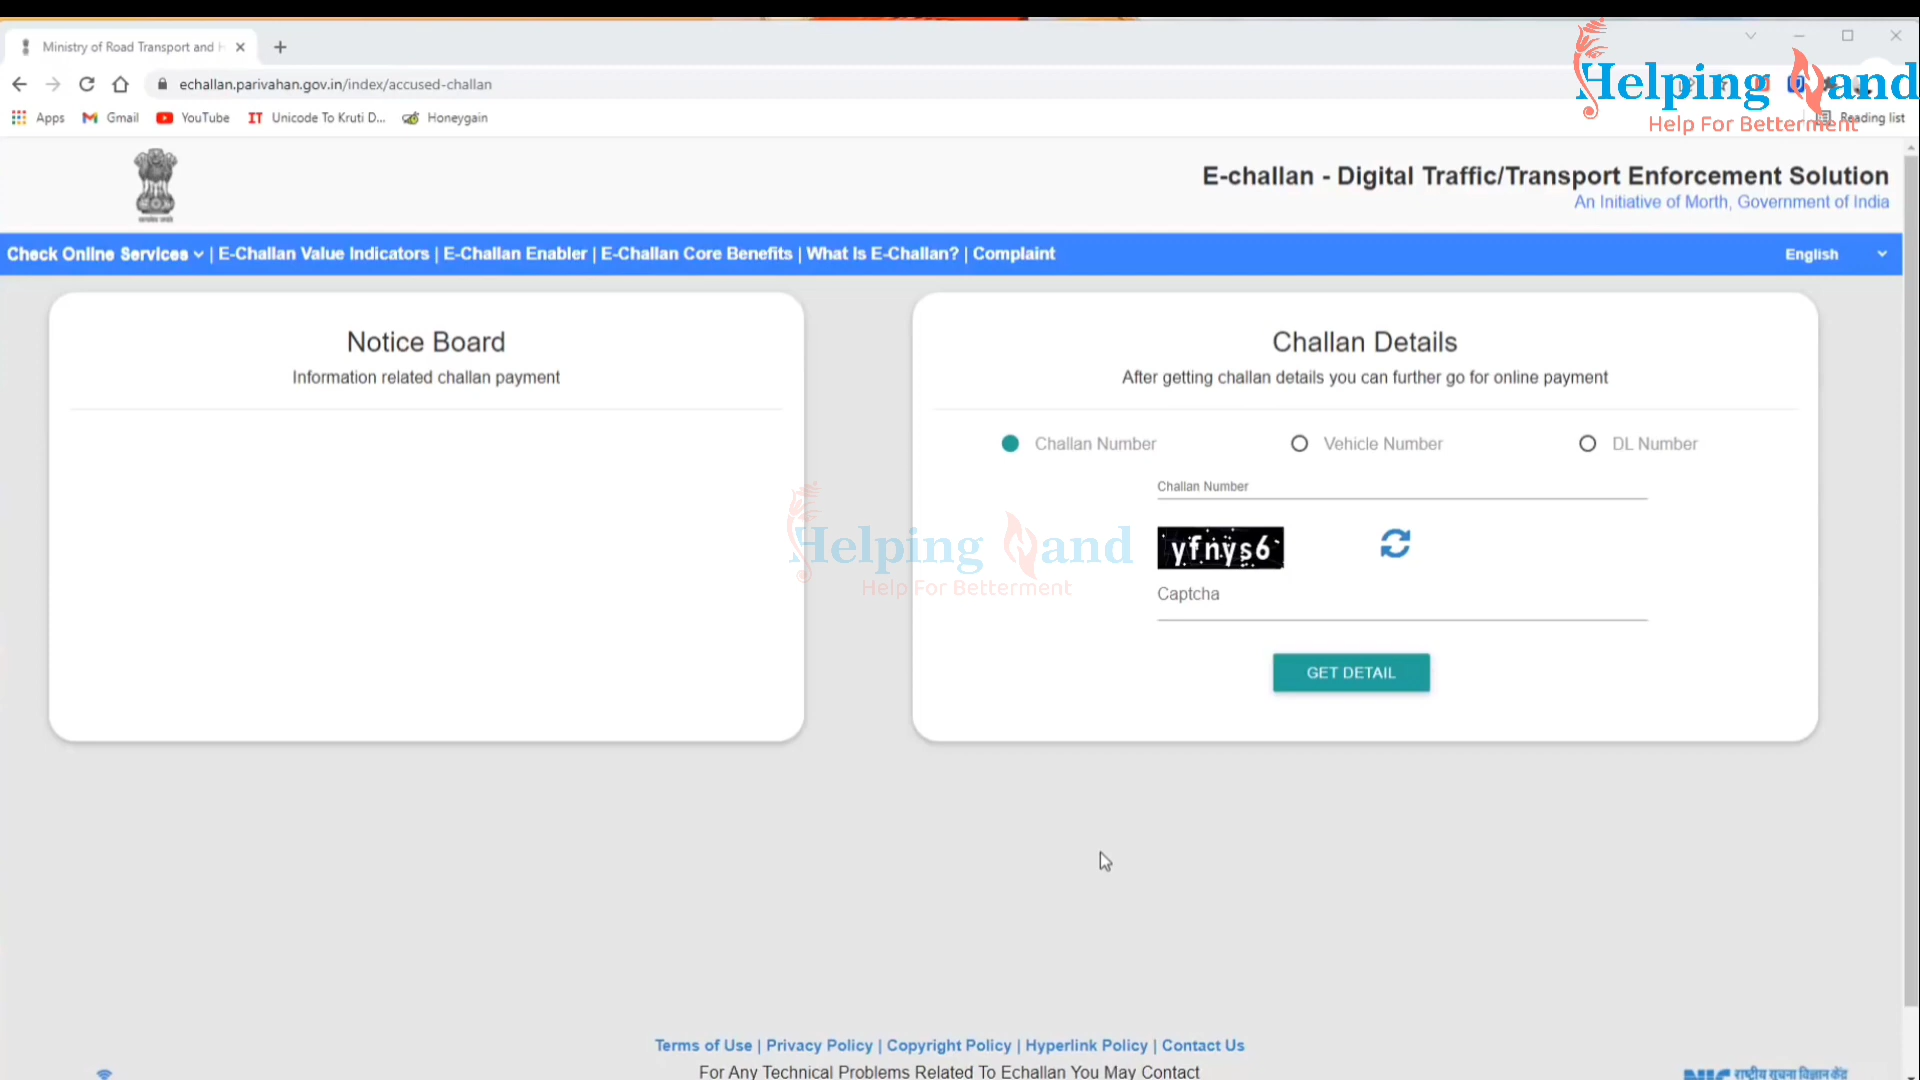 Ministry of Road Transport and H
echallan.parivahan.gov.in/index/accused-challan
Helping Hand
Help For Betterment
Apps Gmail YouTube IT Unicode To Kruti D... Honeygain Reading list
E-challan - Digital Traffic/Transport Enforcement Solution
An Initiative of Morth, Government of India
Check Online Services | E-Challan Value Indicators | E-Challan Enabler | E-Challan Core Benefits | What Is E-Challan? | Complaint English
Notice Board
Information related challan payment
Challan Details
After getting challan details you can further go for online payment
Challan Number Vehicle Number DL Number
Challan Number
yfnys6
Captcha
GET DETAIL
Helping Hand
Help For Betterment
Terms of Use | Privacy Policy | Copyright Policy | Hyperlink Policy | Contact Us
For Any Technical Problems Related To Echallan You May Contact
NIC राष्ट्रीय सूचना विज्ञान केंद्र